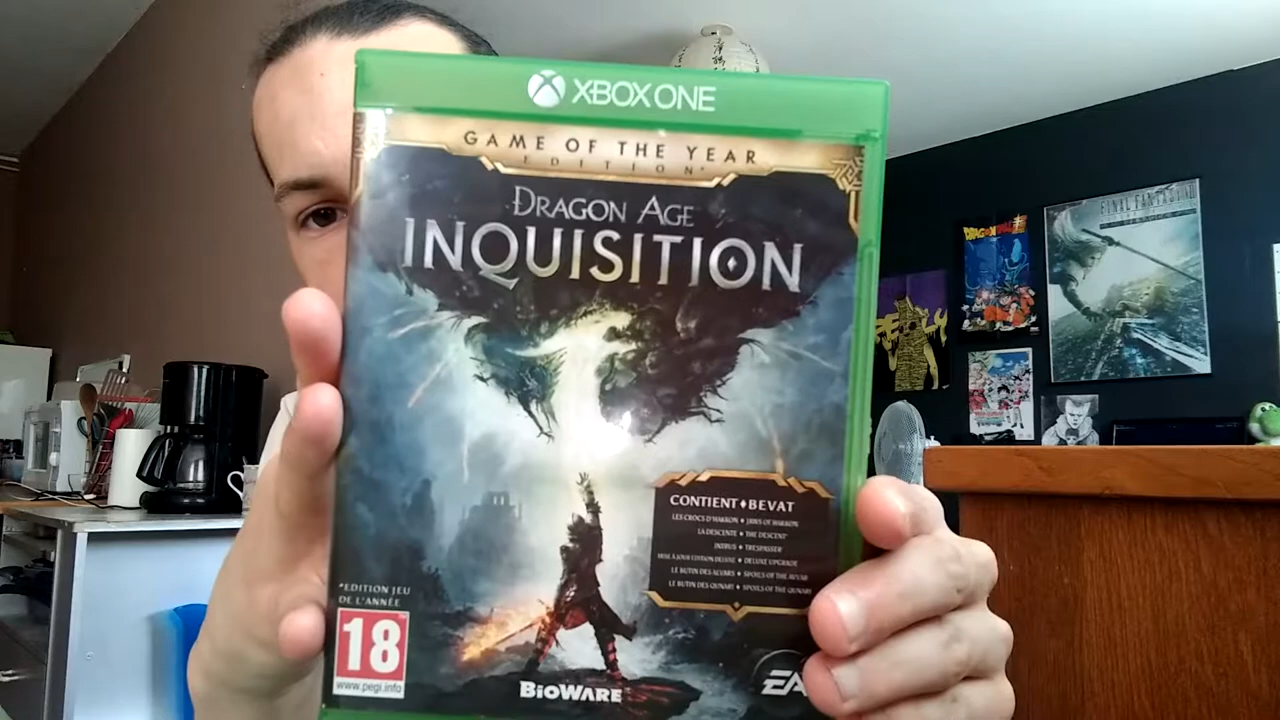 XBOX ONE
GAME OF THE YEAR
EDITION*
DRAGON AGE
INQUISITION
CONTIENT♦BEVAT
LES CROCS D'HAKKON ♦ JAWS OF HAKKON
LA DESCENTE ♦ THE DESCENT
INTRUS ♦ TRESPASSER
MISE À JOUR EDITION DELUXE ♦ DELUXE UPGRADE
LE BUTIN DES AVVARS ♦ SPOILS OF THE AVVAR
LE BUTIN DES QUNARI ♦ SPOILS OF THE QUNARI
*EDITION JEU
DE L'ANNÉE
18
www.pegi.info
BIOWARE
EA
DRAGONBALL
FINAL FANTASY VII